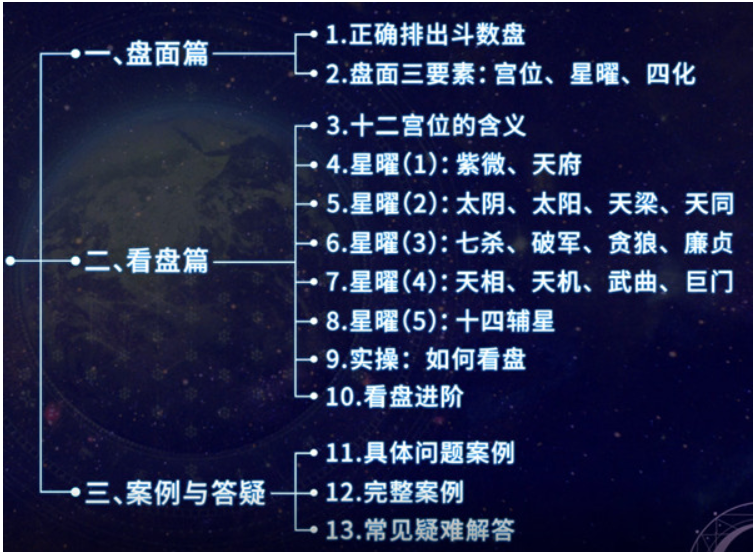 一、盘面篇
1.正确排出斗数盘
2.盘面三要素：宫位、星曜、四化
二、看盘篇
3.十二宫位的含义
4.星曜（1）：紫微、天府
5.星曜（2）：太阴、太阳、天梁、天同
6.星曜（3）：七杀、破军、贪狼、廉贞
7.星曜（4）：天相、天机、武曲、巨门
8.星曜（5）：十四辅星
9.实操：如何看盘
10.看盘进阶
三、案例与答疑
11.具体问题案例
12.完整案例
13.常见疑难解答